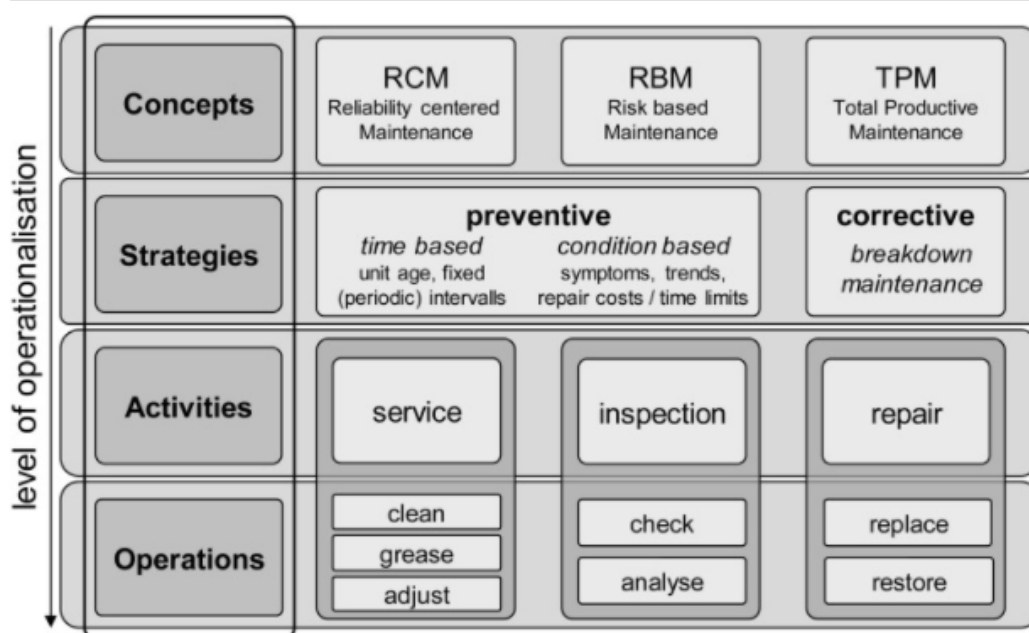 level of operationalisation
Concepts
RCM
Reliability centered
Maintenance
RBM
Risk based
Maintenance
TPM
Total Productive
Maintenance
Strategies
preventive
time based
unit age, fixed
(periodic) intervalls
condition based
symptoms, trends,
repair costs / time limits
corrective
breakdown
maintenance
Activities
service
inspection
repair
Operations
clean
grease
adjust
check
analyse
replace
restore